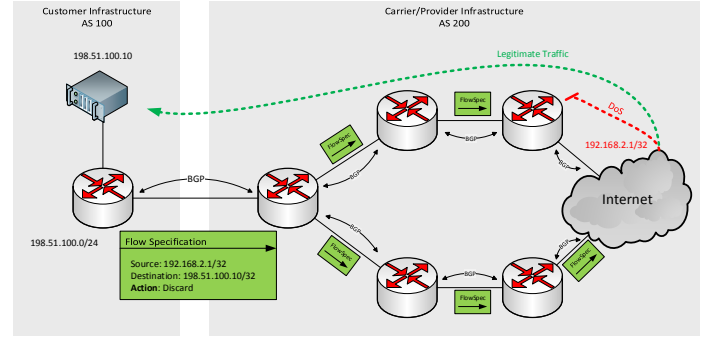 Customer Infrastructure
AS 100
Carrier/Provider Infrastructure
AS 200
198.51.100.10
Legitimate Traffic
FlowSpec
DoS
BGP
192.168.2.1/32
FlowSpec
BGP
BGP
BGP
Internet
198.51.100.0/24
Flow Specification
Source: 192.168.2.1/32
Destination: 198.51.100.10/32
Action: Discard
BGP
FlowSpec
BGP
BGP
FlowSpec
FlowSpec